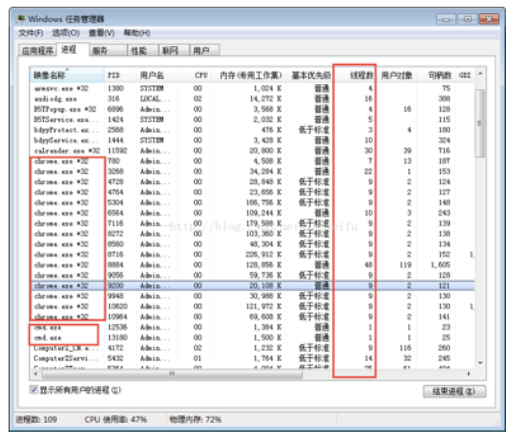 Windows 任务管理器
文件(F) 选项(O) 查看(V) 帮助(H)
应用程序 进程 服务 性能 联网 用户
映像名称 PID 用户名 CPU 内存(专用工作集) 基本优先级 线程数 用户对象 句柄数 GDI
armsvc.exe *32 1380 SYSTEM 00 1,024 K 普通 4 75
audiodg.exe 316 LOCAL... 02 14,272 K 普通 16 388
BSTPopup.exe *32 6896 Admin... 00 3,568 K 普通 4 16 128
BSTService.exe... 1424 SYSTEM 00 2,032 K 普通 5 115
bdyyProtect.ex... 2568 Admin... 00 476 K 低于标准 3 4 180
bdyyService.ex... 1444 SYSTEM 00 3,428 K 普通 10 324
calrender.exe *32 11592 Admin... 00 20,800 K 普通 30 39 716
chrome.exe *32 780 Admin... 00 4,508 K 普通 7 13 187
chrome.exe *32 3268 Admin... 00 34,284 K 普通 22 1 153
chrome.exe *32 4728 Admin... 00 28,848 K 低于标准 9 2 124
chrome.exe *32 4764 Admin... 00 23,656 K 低于标准 9 2 127
chrome.exe *32 5304 Admin... 00 166,756 K 低于标准 9 2 148
chrome.exe *32 6564 Admin... 00 109,244 K 普通 10 3 243
chrome.exe *32 7116 Admin... 00 179,588 K 低于标准 9 2 139
chrome.exe *32 8272 Admin... 00 103,360 K 低于标准 9 2 138
chrome.exe *32 8560 Admin... 00 48,304 K 低于标准 9 2 134
chrome.exe *32 8716 Admin... 00 226,912 K 低于标准 9 2 152 1,
chrome.exe *32 8884 Admin... 00 128,856 K 普通 48 119 1,605
chrome.exe *32 9056 Admin... 00 59,736 K 低于标准 9 2 128
chrome.exe *32 9200 Admin... 00 20,108 K 普通 9 2 121
chrome.exe *32 9948 Admin... 00 30,988 K 低于标准 9 2 130
chrome.exe *32 10620 Admin... 00 121,972 K 低于标准 9 2 130 1,
chrome.exe *32 10964 Admin... 00 69,608 K 低于标准 9 2 141
cmd.exe 12536 Admin... 00 1,384 K 普通 1 1 23
cmd.exe 13180 Admin... 00 1,500 K 普通 1 1 25
ComputerZ_CN.e... 4172 Admin... 02 1,232 K 低于标准 9 116 260
ComputerZServi... 5432 Admin... 01 1,764 K 低于标准 14 32 245
显示所有用户的进程(S) 结束进程(E)
进程数: 109 CPU 使用率: 47% 物理内存: 72%